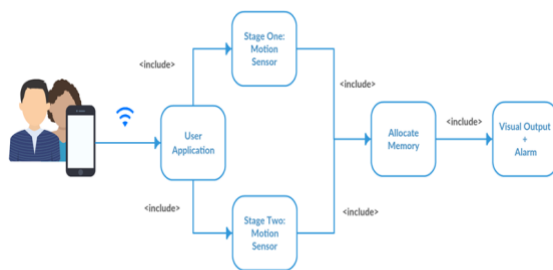 Stage One:
Motion
Sensor
<include>
<include>
User
Application
Allocate
Memory
<include>
Visual Output
+
Alarm
<include>
<include>
Stage Two:
Motion
Sensor